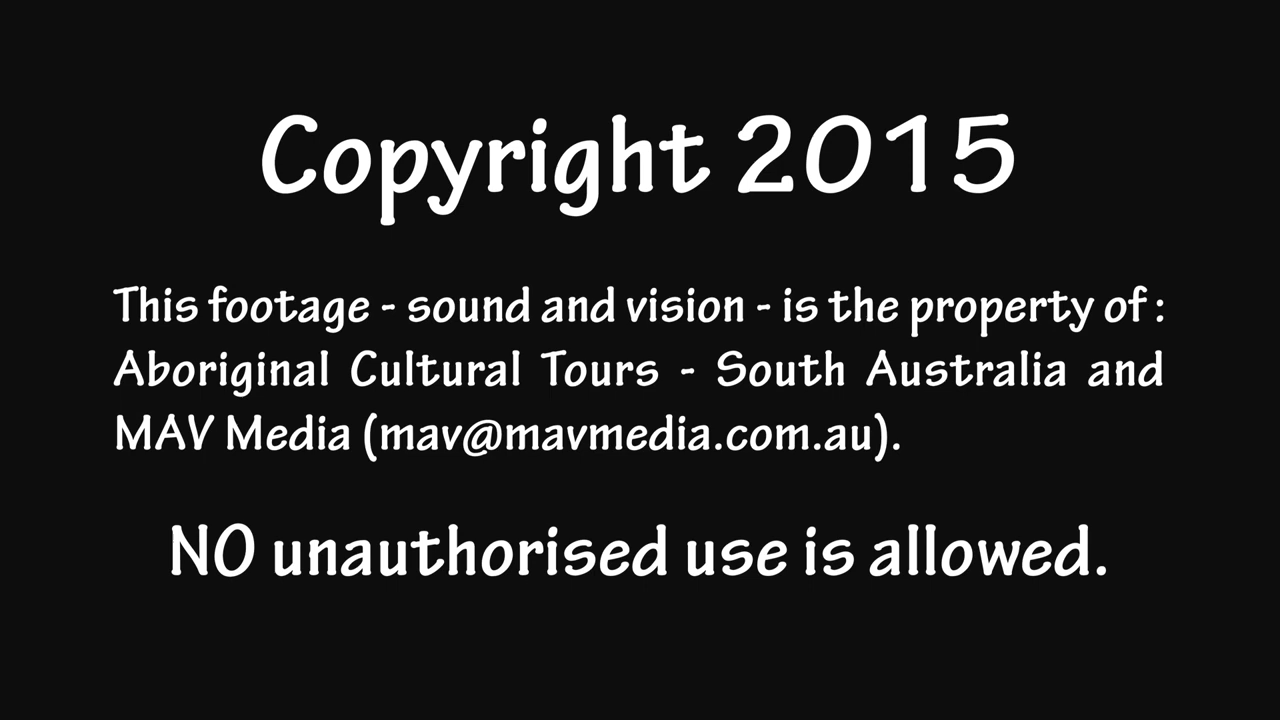 Copyright 2015
This footage - sound and vision - is the property of :
Aboriginal Cultural Tours - South Australia and
MAV Media (mav@mavmedia.com.au).
NO unauthorised use is allowed.